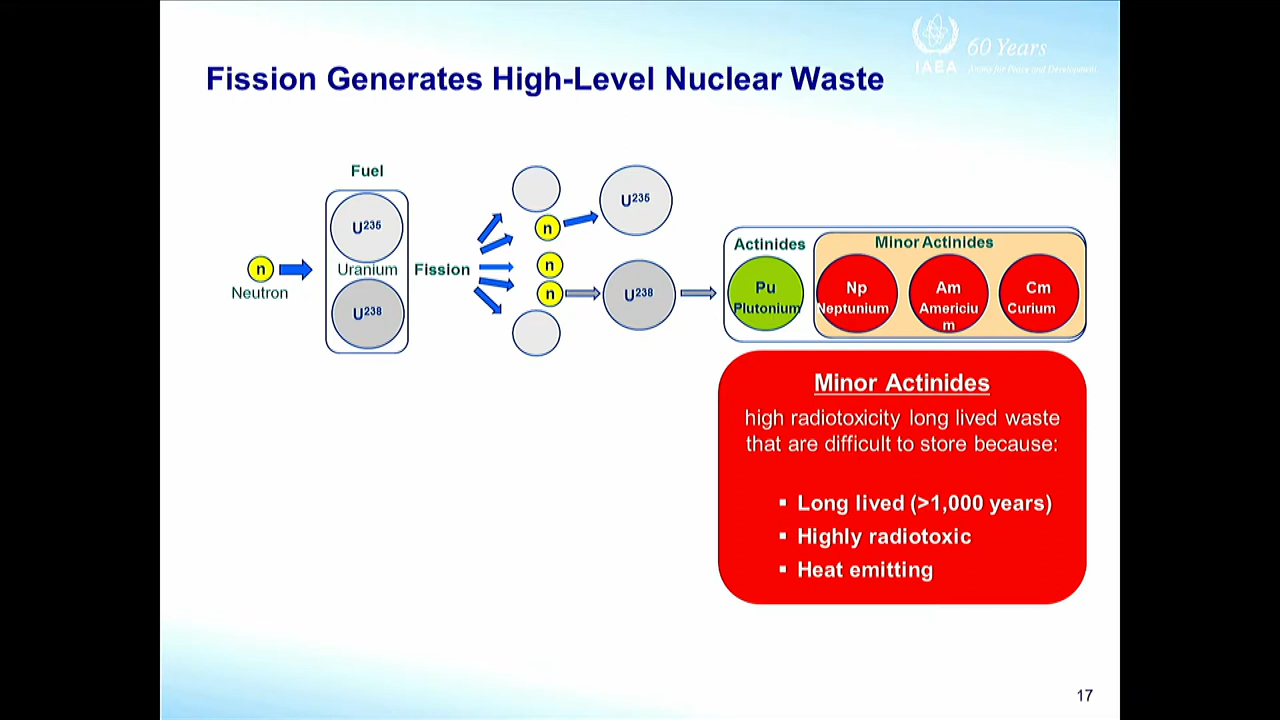 60 Years
IAEA Atoms for Peace and Development
Fission Generates High-Level Nuclear Waste
Fuel
U235
Uranium
U238
n
Neutron
Fission
n
n
n
U235
U238
Actinides
Minor Actinides
Pu
Plutonium
Np
Neptunium
Am
Americiu
m
Cm
Curium
Minor Actinides
high radiotoxicity long lived waste
that are difficult to store because:
▪ Long lived (>1,000 years)
▪ Highly radiotoxic
▪ Heat emitting
17